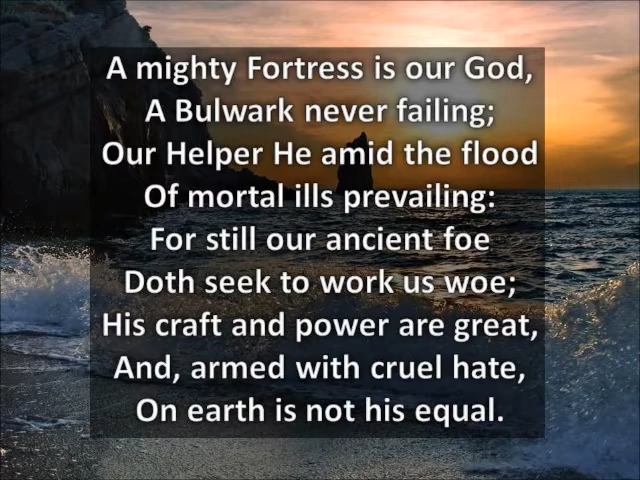 A mighty Fortress is our God,
A Bulwark never failing;
Our Helper He amid the flood
Of mortal ills prevailing:
For still our ancient foe
Doth seek to work us woe;
His craft and power are great,
And, armed with cruel hate,
On earth is not his equal.